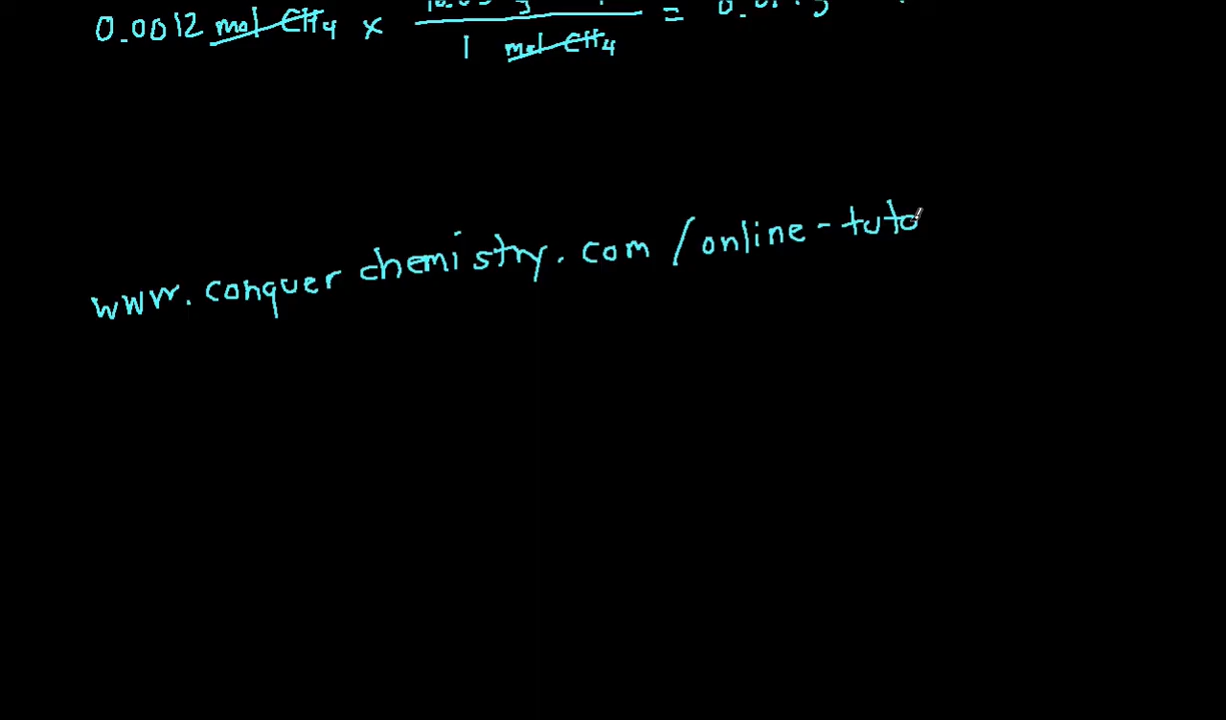 0.0012 mol CH4 x
1 mol CH4
=
www.conquerchemistry.com/online-tuto